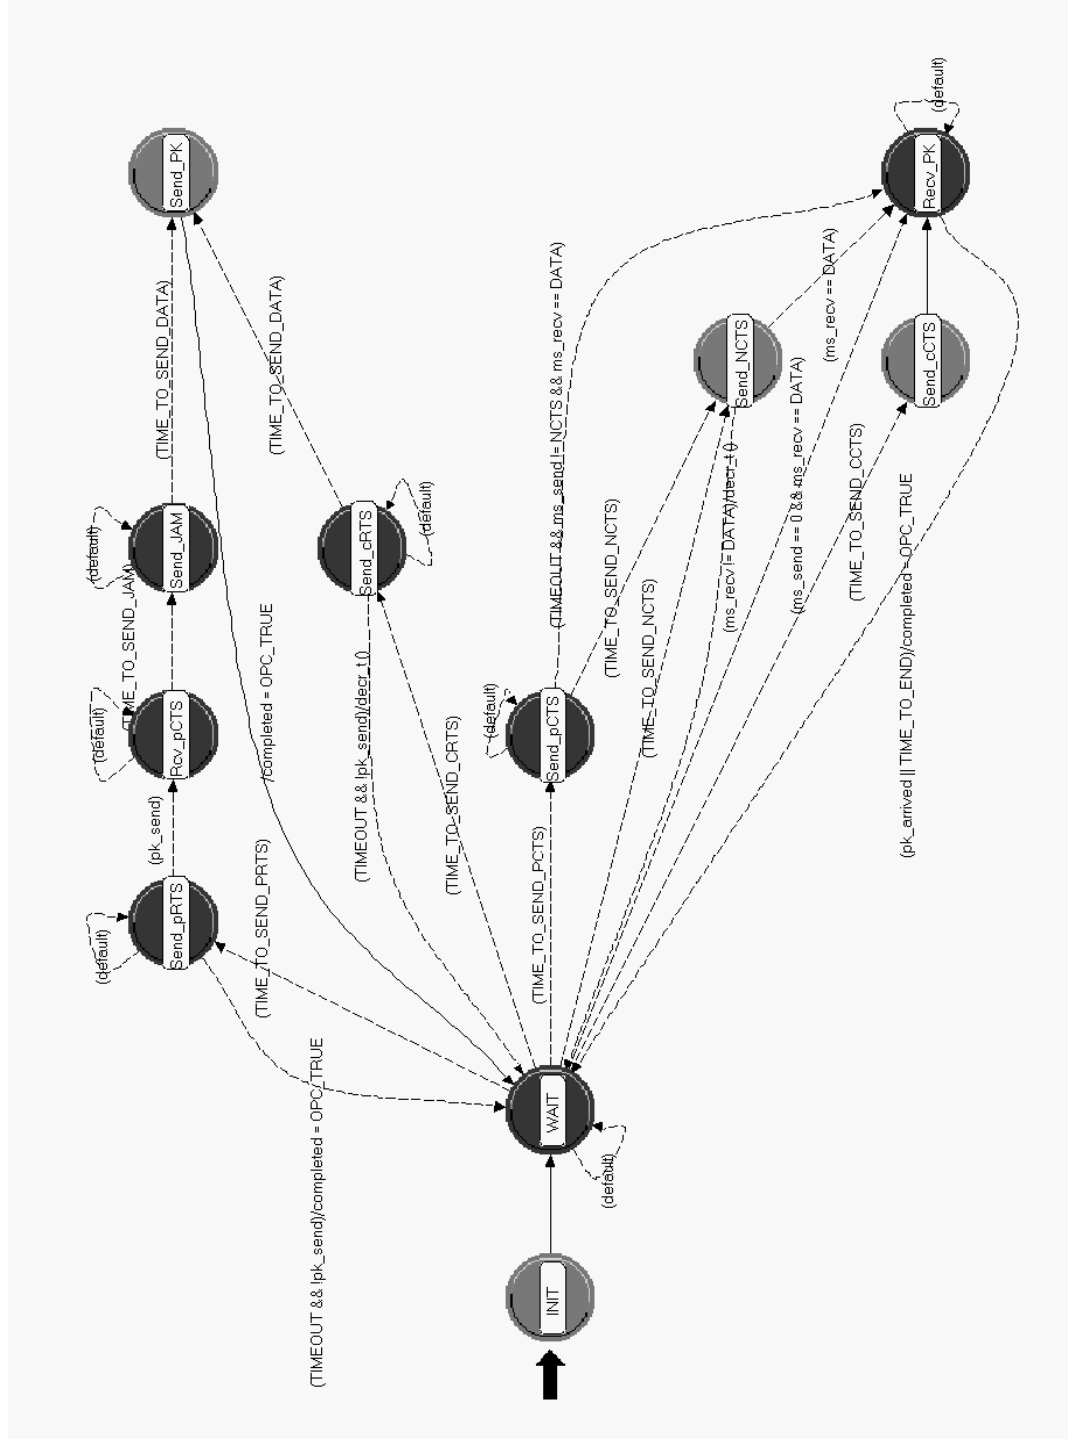 INIT
WAIT
(default)
(TIMEOUT && !pk_send)/completed = OPC_TRUE
(TIME_TO_SEND_PRTS)
Send_pRTS
(default)
(pk_send)
Rcv_pCTS
(default)
(TIME_TO_SEND_JAM)
Send_JAM
(default)
(TIME_TO_SEND_DATA)
Send_PK
/completed = OPC_TRUE
(TIME_TO_SEND_DATA)
Send_cRTS
(default)
(TIMEOUT && !pk_send)/decr_t ()
(TIME_TO_SEND_CRTS)
(TIME_TO_SEND_PCTS)
Send_pCTS
(default)
(TIMEOUT && ms_send != NCTS && ms_recv == DATA)
(TIME_TO_SEND_NCTS)
(TIME_TO_SEND_NCTS)
Send_NCTS
(ms_recv != DATA)/decr_t ()
(ms_recv == DATA)
(ms_send == 0 && ms_recv == DATA)
(TIME_TO_SEND_CCTS)
Send_cCTS
(pk_arrived || TIME_TO_END)/completed =OPC_TRUE
Recv_PK
(default)